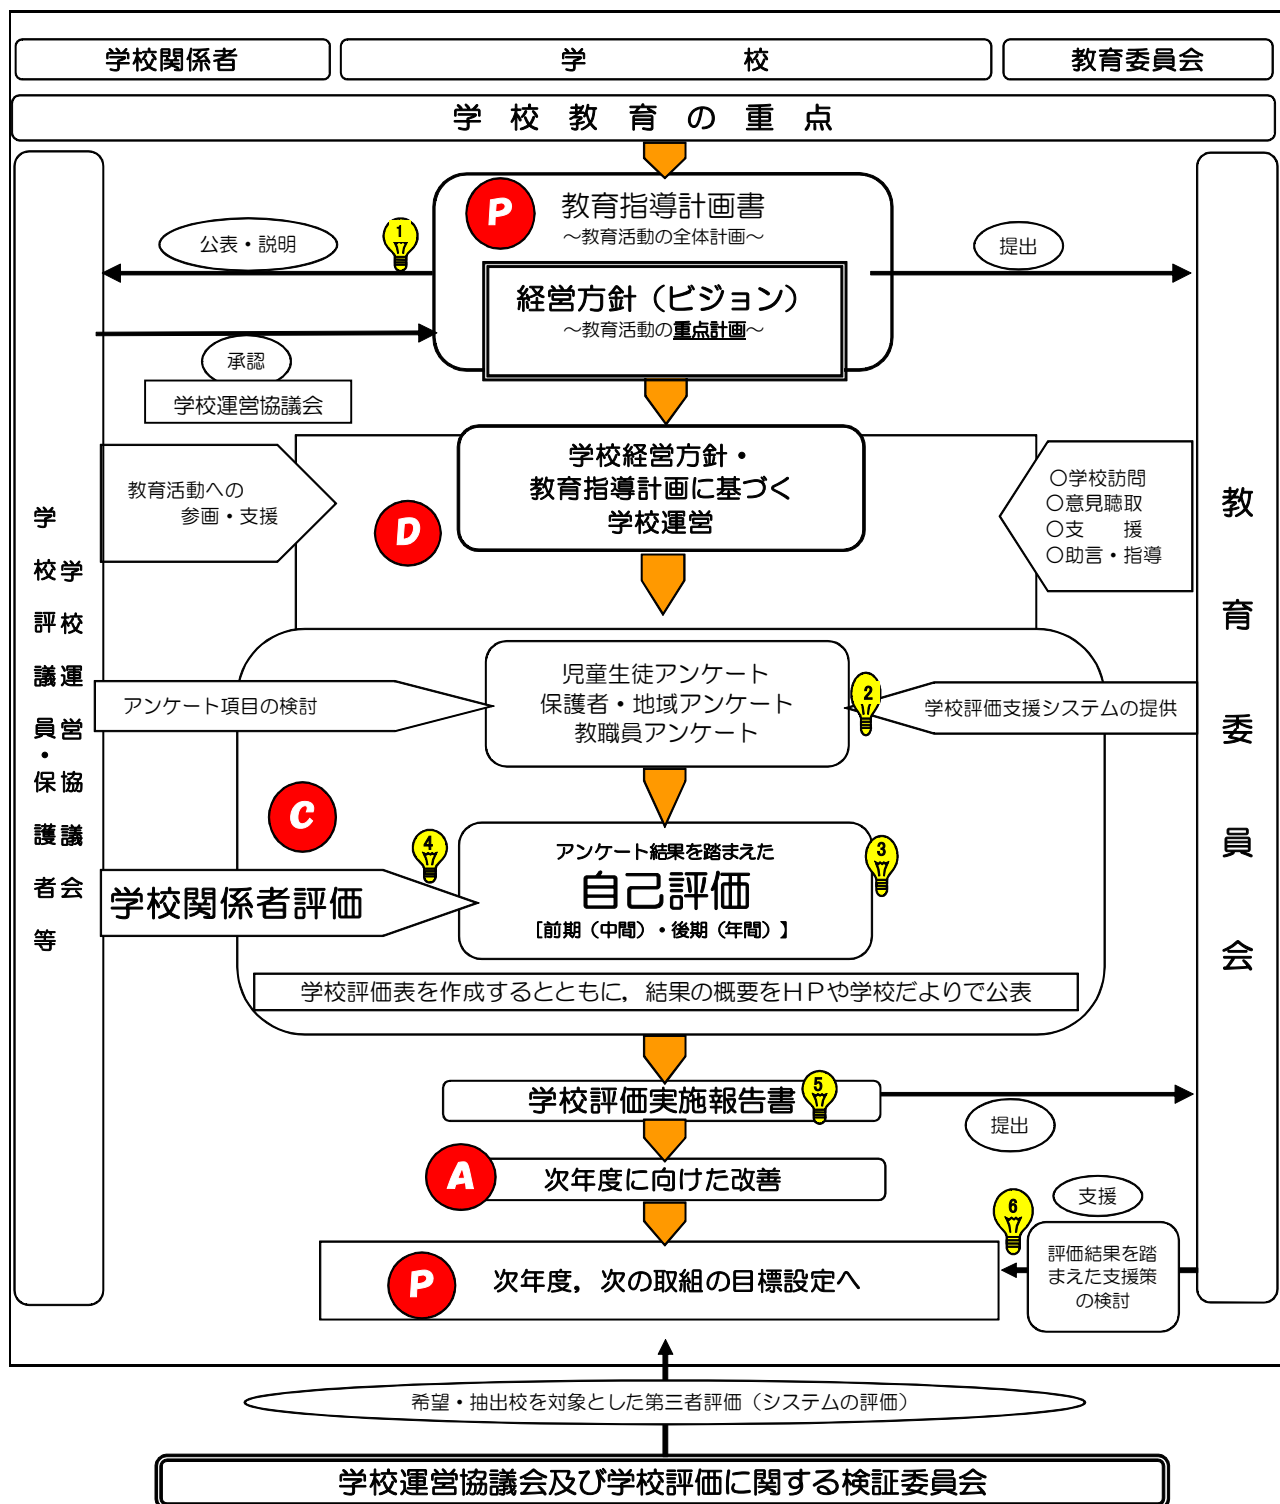 学校関係者
学　校
教育委員会
学校教育の重点
P
教育指導計画書
～教育活動の全体計画～
公表・説明
1
提出
経営方針（ビジョン）
～教育活動の重点計画～
承認
学校運営協議会
学校経営方針・
教育指導計画に基づく
学校運営
教育活動への
参画・支援
D
〇学校訪問
〇意見聴取
〇支　援
〇助言・指導
学校評議員・保護者等
学校運営協議会
教育委員会
児童生徒アンケート
保護者・地域アンケート
教職員アンケート
アンケート項目の検討
2
学校評価支援システムの提供
C
4
3
アンケート結果を踏まえた
自己評価
［前期（中間）・後期（年間）】
学校関係者評価
学校評価表を作成するとともに，結果の概要をＨＰや学校だよりで公表
学校評価実施報告書
5
提出
A
次年度に向けた改善
支援
6
評価結果を踏
まえた支援策
の検討
P
次年度，次の取組の目標設定へ
希望・抽出校を対象とした第三者評価（システムの評価）
学校運営協議会及び学校評価に関する検証委員会